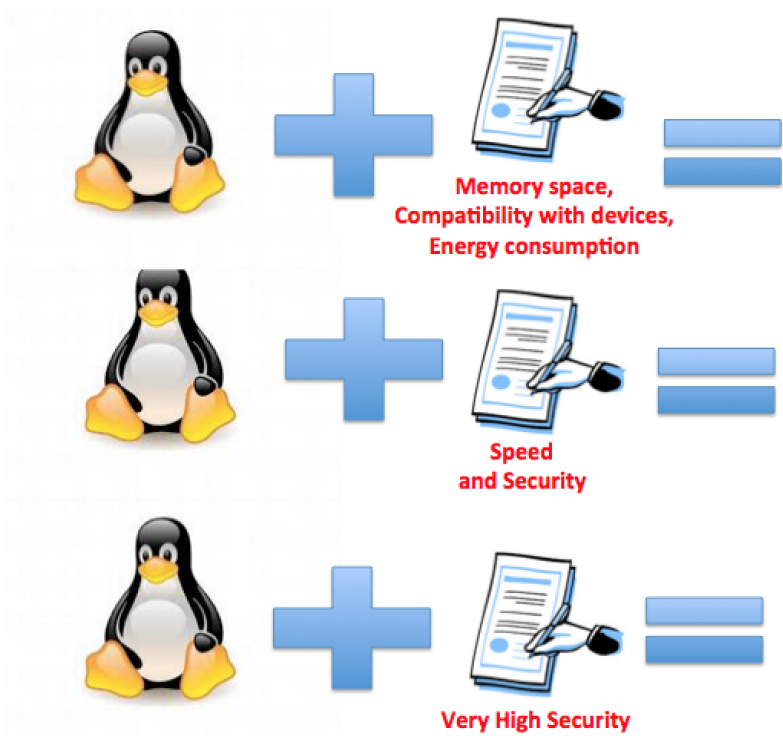 Memory space,
Compatibility with devices,
Energy consumption
Speed
and Security
Very High Security